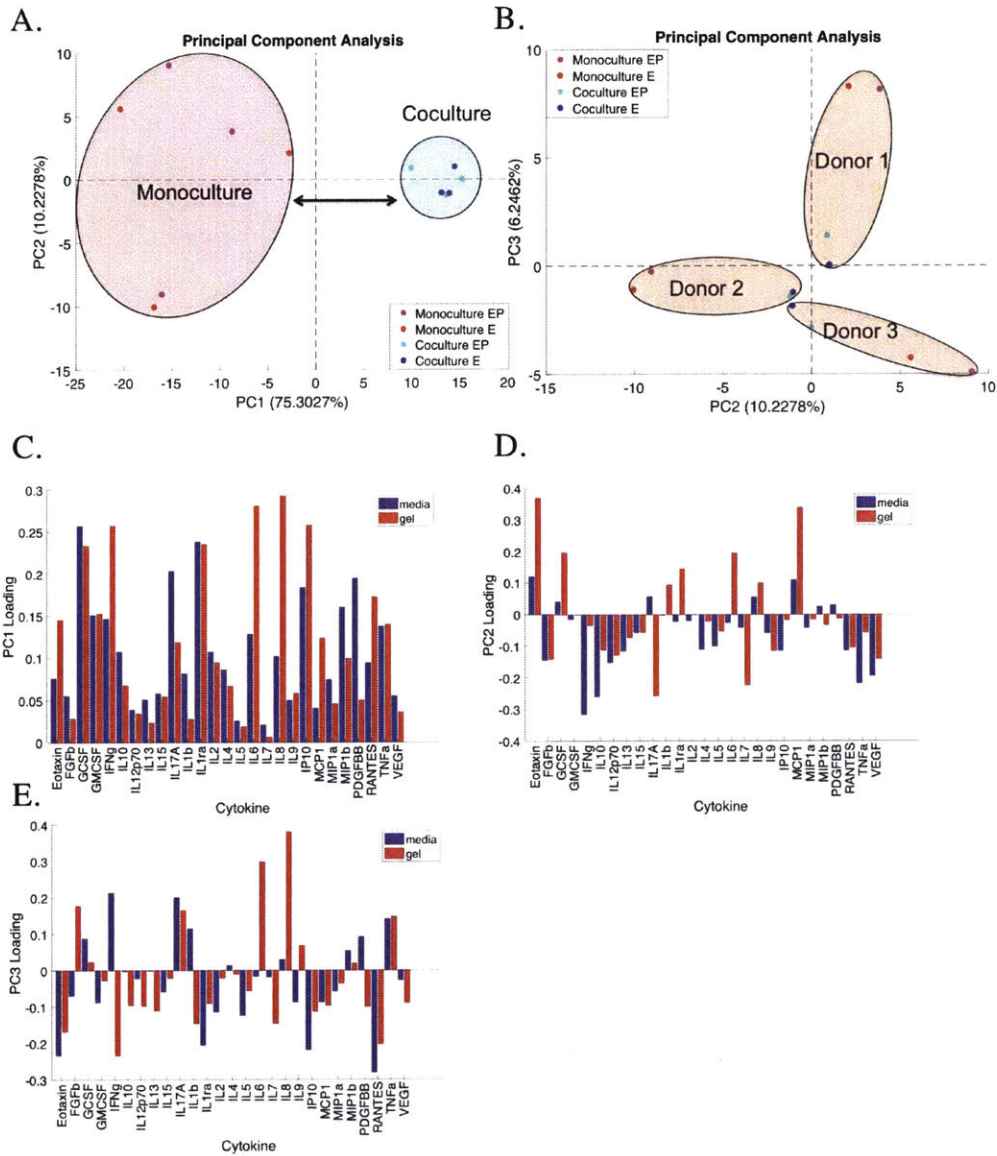 A.
Principal Component Analysis
10
5
0
-5
-10
-15
PC2 (10.2278%)
Monoculture
Coculture
Monoculture EP
Monoculture E
Coculture EP
Coculture E
-25
-20
-15
-10
-5
0
5
10
15
20
PC1 (75.3027%)
B.
Principal Component Analysis
10
5
0
-5
PC3 (6.2462%)
Monoculture EP
Monoculture E
Coculture EP
Coculture E
Donor 1
Donor 2
Donor 3
-15
-10
-5
0
5
10
PC2 (10.2278%)
C.
0.3
0.25
0.2
0.15
0.1
0.05
0
PC1 Loading
media
gel
Eotaxin
FGFb
GCSF
GMCSF
IFNg
IL10
IL12p70
IL13
IL15
IL17A
IL1b
IL1ra
IL2
IL4
IL5
IL6
IL7
IL8
IL9
IP10
MCP1
MIP1a
MIP1b
PDGFBB
RANTES
TNFa
VEGF
Cytokine
D.
0.4
0.3
0.2
0.1
0
-0.1
-0.2
-0.3
-0.4
PC2 Loading
media
gel
Eotaxin
FGFb
GCSF
GMCSF
IFNg
IL10
IL12p70
IL13
IL15
IL17A
IL1b
IL1ra
IL2
IL4
IL5
IL6
IL7
IL8
IL9
IP10
MCP1
MIP1a
MIP1b
PDGFBB
RANTES
TNFa
VEGF
Cytokine
E.
0.4
0.3
0.2
0.1
0
-0.1
-0.2
-0.3
PC3 Loading
media
gel
Eotaxin
FGFb
GCSF
GMCSF
IFNg
IL10
IL12p70
IL13
IL15
IL17A
IL1b
IL1ra
IL2
IL4
IL5
IL6
IL7
IL8
IL9
IP10
MCP1
MIP1a
MIP1b
PDGFBB
RANTES
TNFa
VEGF
Cytokine